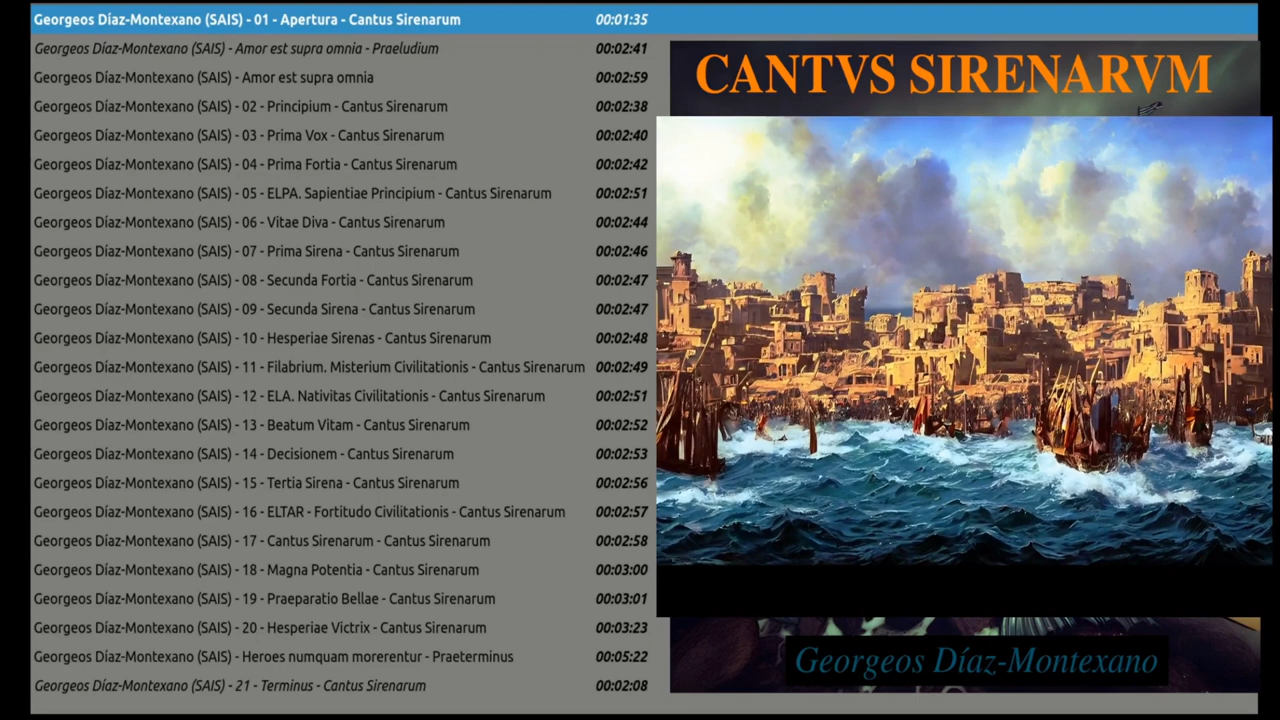 Georgeos Díaz-Montexano (SAIS) - 01 - Apertura - Cantus Sirenarum 00:01:35
Georgeos Díaz-Montexano (SAIS) - Amor est supra omnia - Praeludium 00:02:41
Georgeos Díaz-Montexano (SAIS) - Amor est supra omnia 00:02:59
Georgeos Díaz-Montexano (SAIS) - 02 - Principium - Cantus Sirenarum 00:02:38
Georgeos Díaz-Montexano (SAIS) - 03 - Prima Vox - Cantus Sirenarum 00:02:40
Georgeos Díaz-Montexano (SAIS) - 04 - Prima Fortia - Cantus Sirenarum 00:02:42
Georgeos Díaz-Montexano (SAIS) - 05 - ELPA. Sapientiae Principium - Cantus Sirenarum 00:02:51
Georgeos Díaz-Montexano (SAIS) - 06 - Vitae Diva - Cantus Sirenarum 00:02:44
Georgeos Díaz-Montexano (SAIS) - 07 - Prima Sirena - Cantus Sirenarum 00:02:46
Georgeos Díaz-Montexano (SAIS) - 08 - Secunda Fortia - Cantus Sirenarum 00:02:47
Georgeos Díaz-Montexano (SAIS) - 09 - Secunda Sirena - Cantus Sirenarum 00:02:47
Georgeos Díaz-Montexano (SAIS) - 10 - Hesperiae Sirenas - Cantus Sirenarum 00:02:48
Georgeos Díaz-Montexano (SAIS) - 11 - Filabrium. Misterium Civilitationis - Cantus Sirenarum 00:02:49
Georgeos Díaz-Montexano (SAIS) - 12 - ELA. Nativitas Civilitationis - Cantus Sirenarum 00:02:51
Georgeos Díaz-Montexano (SAIS) - 13 - Beatum Vitam - Cantus Sirenarum 00:02:52
Georgeos Díaz-Montexano (SAIS) - 14 - Decisionem - Cantus Sirenarum 00:02:53
Georgeos Díaz-Montexano (SAIS) - 15 - Tertia Sirena - Cantus Sirenarum 00:02:56
Georgeos Díaz-Montexano (SAIS) - 16 - ELTAR - Fortitudo Civilitationis - Cantus Sirenarum 00:02:57
Georgeos Díaz-Montexano (SAIS) - 17 - Cantus Sirenarum - Cantus Sirenarum 00:02:58
Georgeos Díaz-Montexano (SAIS) - 18 - Magna Potentia - Cantus Sirenarum 00:03:00
Georgeos Díaz-Montexano (SAIS) - 19 - Praeparatio Bellae - Cantus Sirenarum 00:03:01
Georgeos Díaz-Montexano (SAIS) - 20 - Hesperiae Victrix - Cantus Sirenarum 00:03:23
Georgeos Díaz-Montexano (SAIS) - Heroes numquam morerentur - Praeterminus 00:05:22
Georgeos Díaz-Montexano (SAIS) - 21 - Terminus - Cantus Sirenarum 00:02:08
CANTVS SIRENARVM
Georgeos Díaz-Montexano